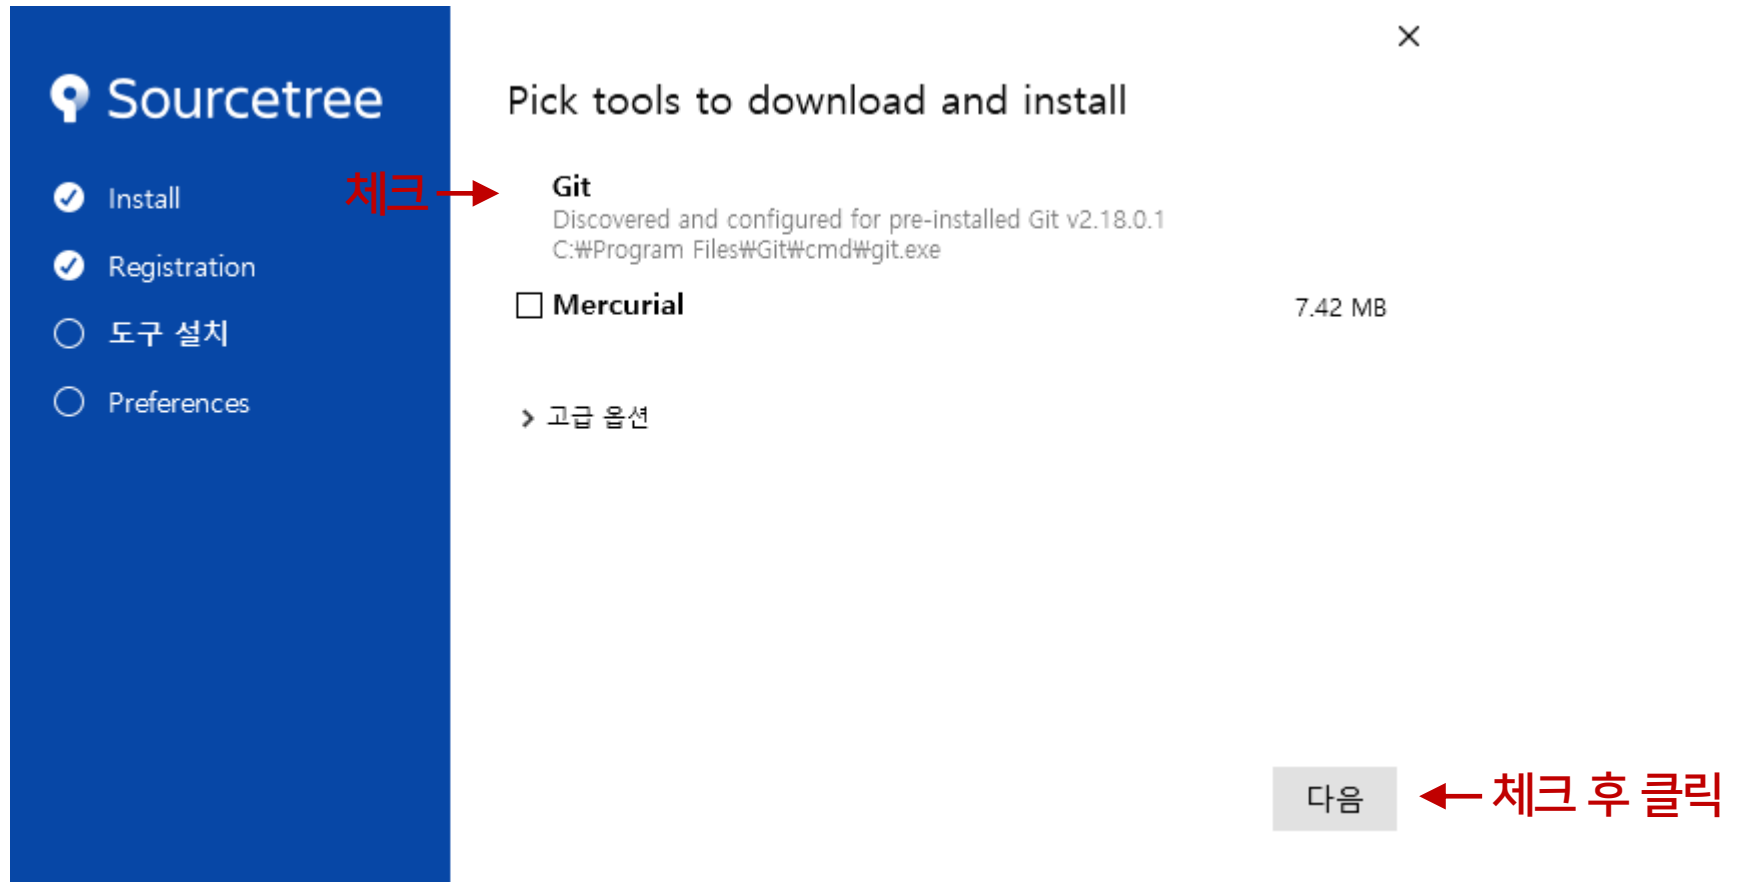 Sourcetree
Install
Registration
도구 설치
Preferences
Pick tools to download and install
체크
Git
Discovered and configured for pre-installed Git v2.18.0.1
C:₩Program Files₩Git₩cmd₩git.exe
Mercurial 7.42 MB
고급 옵션
다음
체크 후 클릭